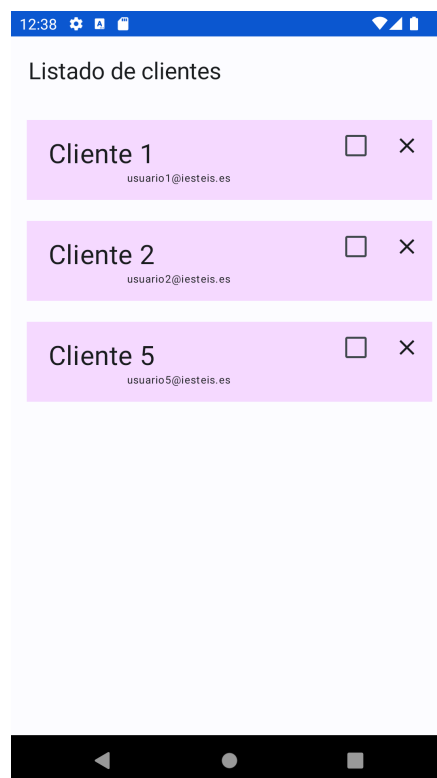 12:38
Listado de clientes
Cliente 1
usuario1@iesteis.es
Cliente 2
usuario2@iesteis.es
Cliente 5
usuario5@iesteis.es